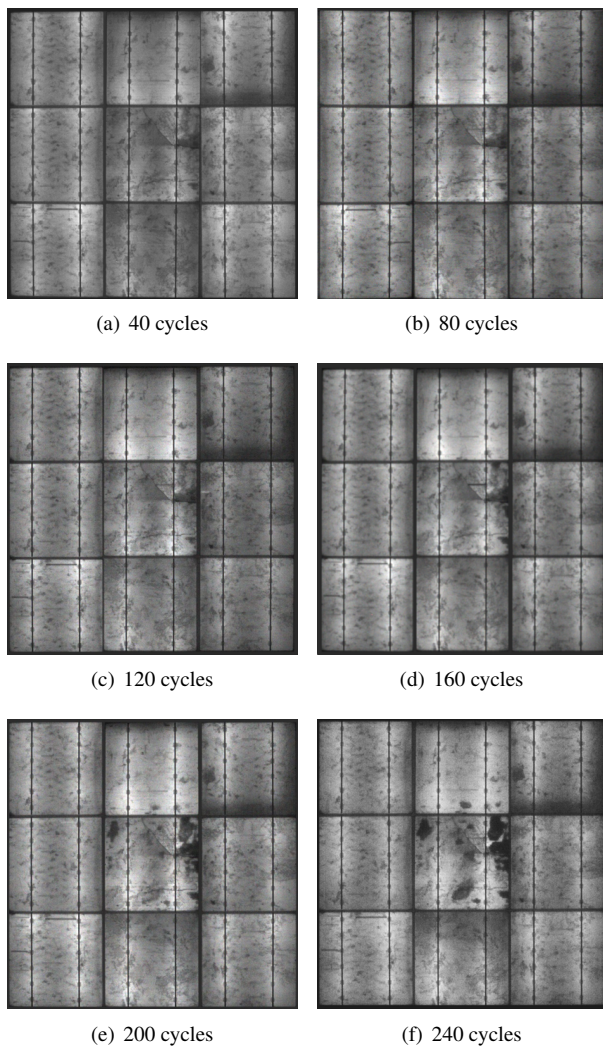 (a) 40 cycles
(b) 80 cycles
(c) 120 cycles
(d) 160 cycles
(e) 200 cycles
(f) 240 cycles